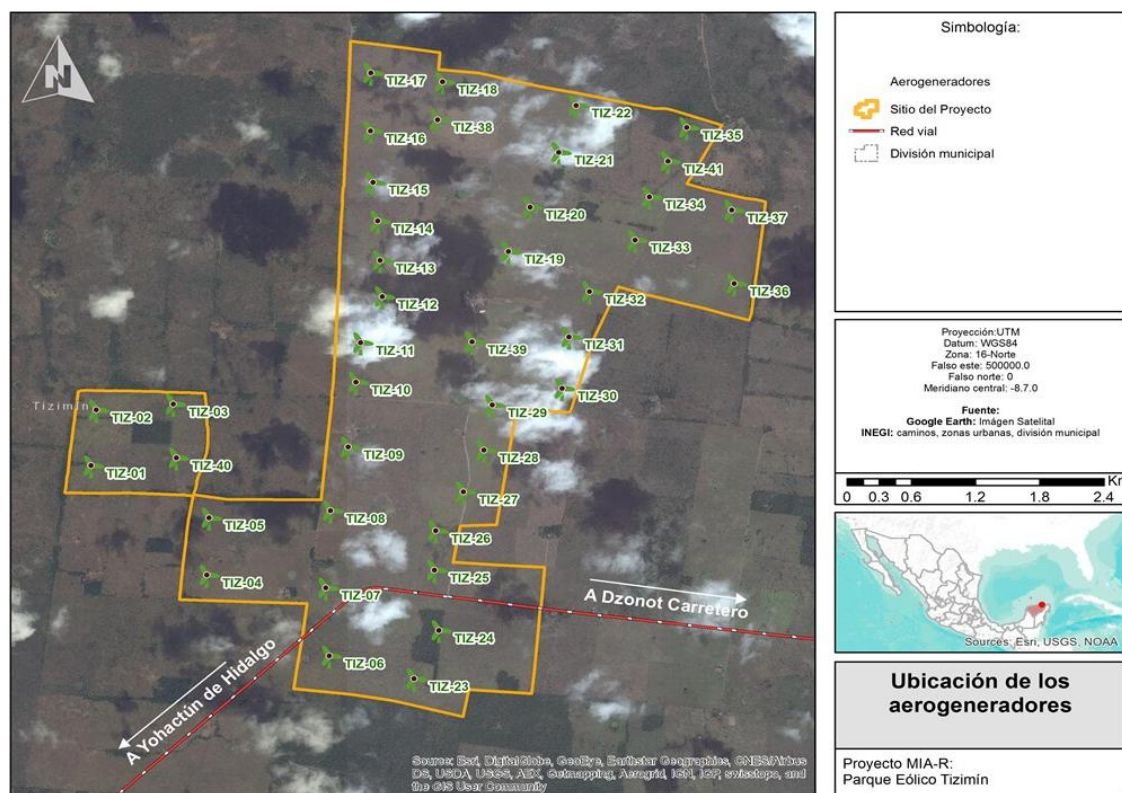 N
TIZ-17
TIZ-18
TIZ-38
TIZ-22
TIZ-35
TIZ-16
TIZ-21
TIZ-41
TIZ-15
TIZ-34
TIZ-37
TIZ-20
TIZ-14
TIZ-33
TIZ-19
TIZ-13
TIZ-36
TIZ-12
TIZ-32
TIZ-11
TIZ-39
TIZ-31
TIZ-10
TIZ-30
Tizimín
TIZ-02
TIZ-03
TIZ-29
TIZ-09
TIZ-28
TIZ-01
TIZ-40
TIZ-27
TIZ-05
TIZ-08
TIZ-26
TIZ-04
TIZ-25
TIZ-07
A Dzonot Carretero
TIZ-24
TIZ-06
TIZ-23
A Yohactún de Hidalgo
Source: Esri, DigitalGlobe, GeoEye, Earthstar Geographics, CNES/Airbus
DS, USDA, USGS, AEX, Getmapping, Aerogrid, IGN, IGP, swisstopo, and
the GIS User Community
Simbología:
Aerogeneradores
Sitio del Proyecto
Red vial
División municipal
Proyección:UTM
Datum: WGS84
Zona: 16-Norte
Falso este: 500000.0
Falso norte: 0
Meridiano central: -8.7.0
Fuente:
Google Earth: Imágen Satelital
INEGI: caminos, zonas urbanas, división municipal
Km
0 0.3 0.6 1.2 1.8 2.4
Sources: Esri, USGS, NOAA
Ubicación de los
aerogeneradores
Proyecto MIA-R:
Parque Eólico Tizimín